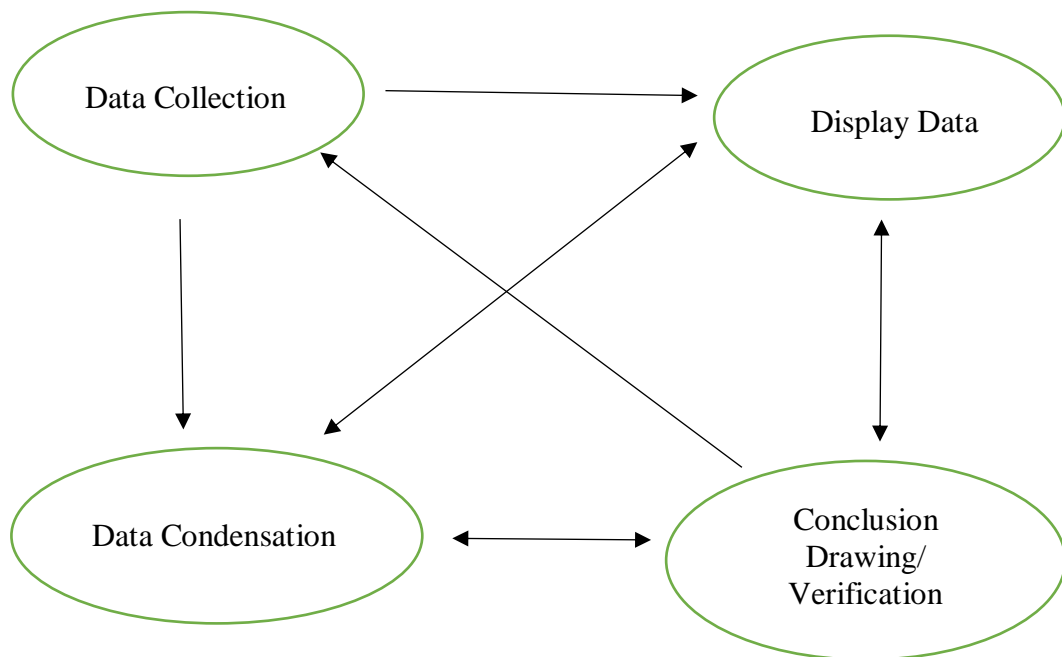 Data Collection
Display Data
Data Condensation
Conclusion
Drawing/
Verification